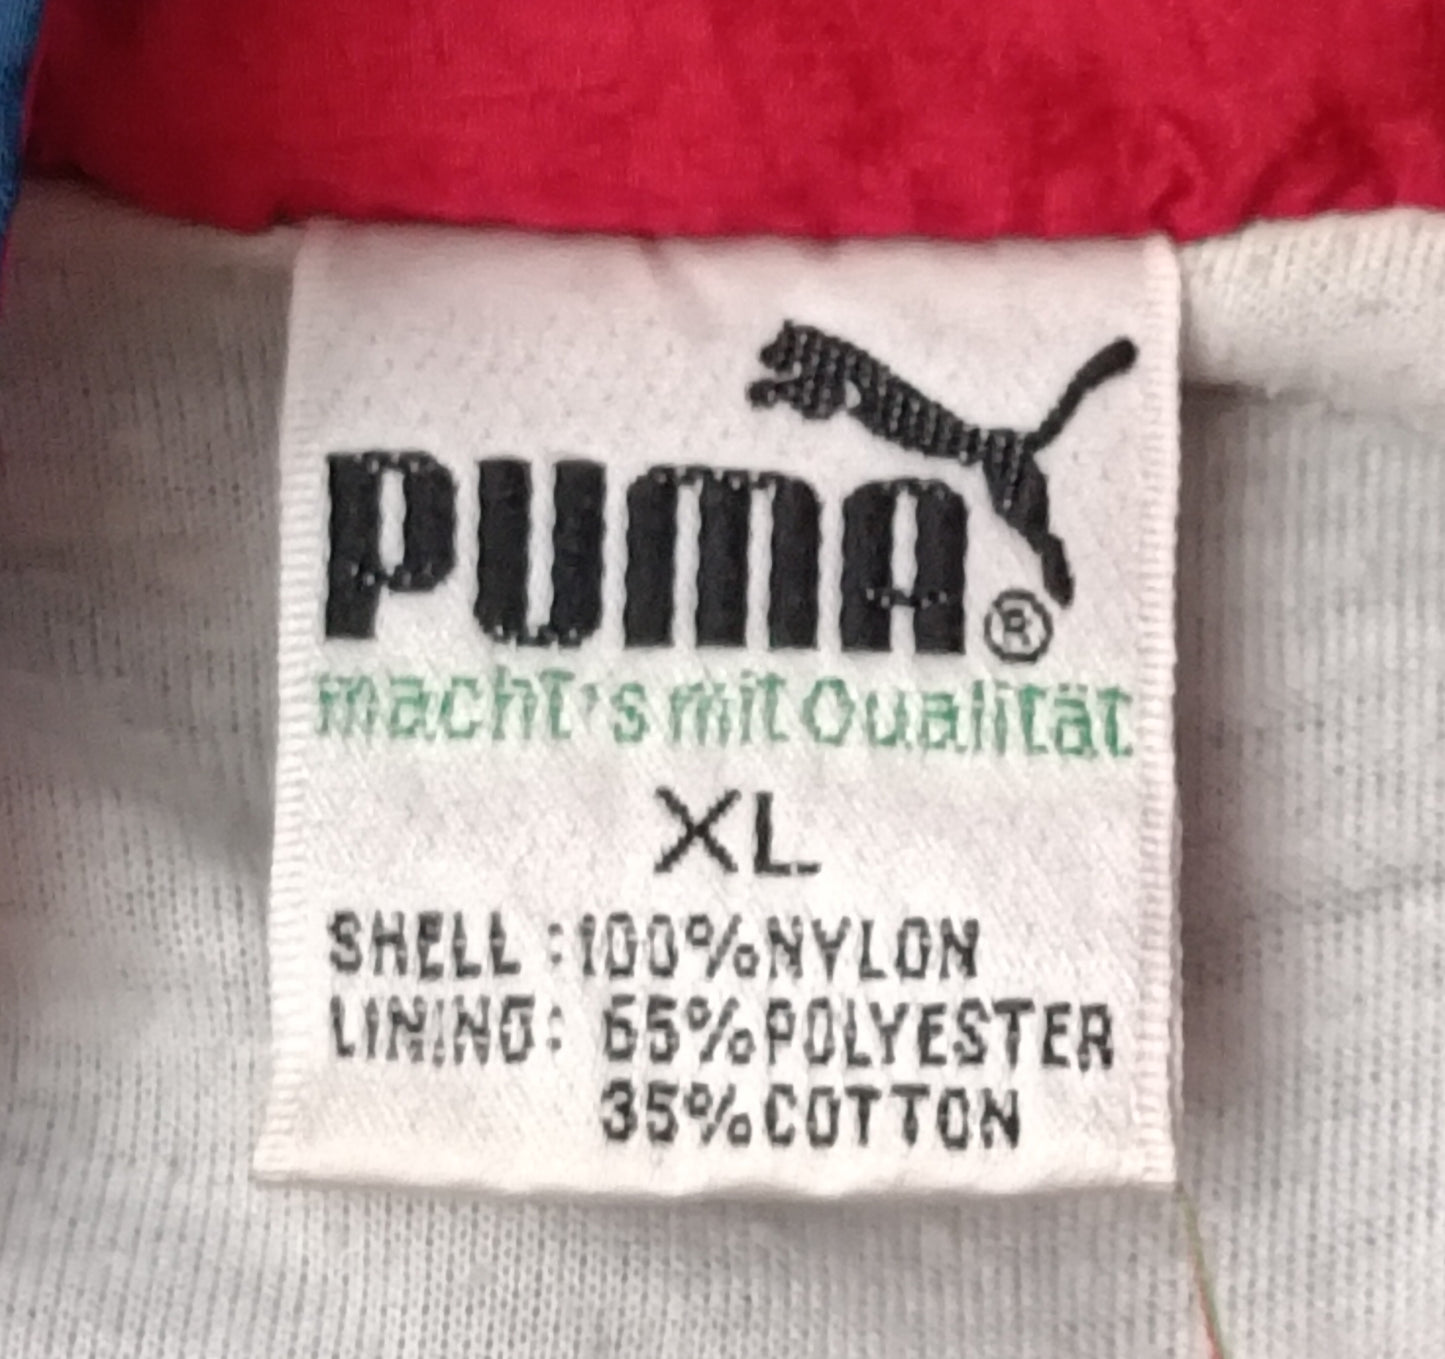 PUMA®
macht's mit Qualität
XL
SHELL :100%NYLON
LINING: 65%POLYESTER
35%COTTON